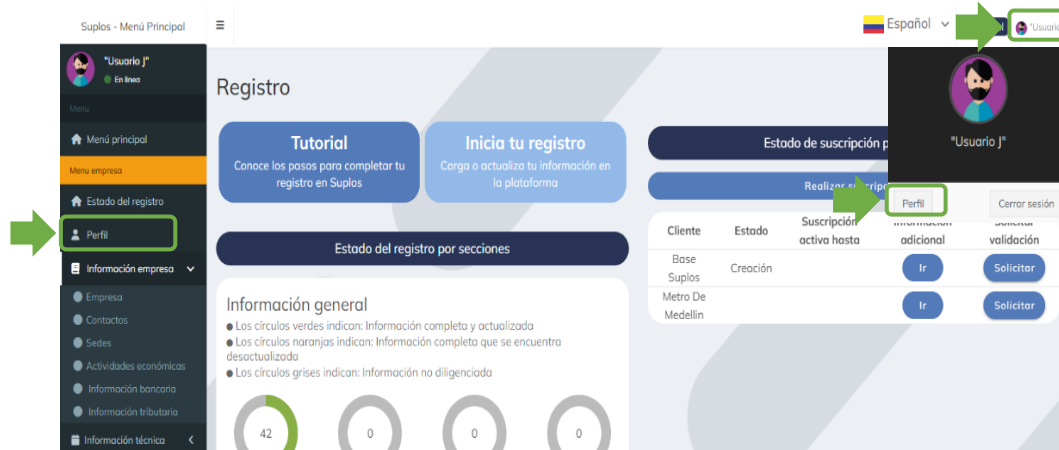 Suplos - Menú Principal
Español
"Usuario
"Usuario J"
En línea
Menu
Menú principal
Menu empresa
Estado del registro
Perfil
Información empresa
Empresa
Contactos
Sedes
Actividades económicas
Información bancaria
Información tributaria
Información técnica
Registro
Tutorial
Conoce los pasos para completar tu
registro en Suplos
Inicia tu registro
Carga o actualiza tu información en
la plataforma
Estado del registro por secciones
Información general
Los círculos verdes indican: Información completa y actualizada
Los círculos naranjas indican: Información completa que se encuentra
desactualizada
Los círculos grises indican: Información no diligenciada
42
0
0
0
Estado de suscripción p
Realizar suscripc
Cliente
Estado
Suscripción
activa hasta
adicional
validación
Base
Suplos
Creación
Ir
Solicitar
Metro De
Medellin
Ir
Solicitar
"Usuario J"
Perfil
Cerrar sesión